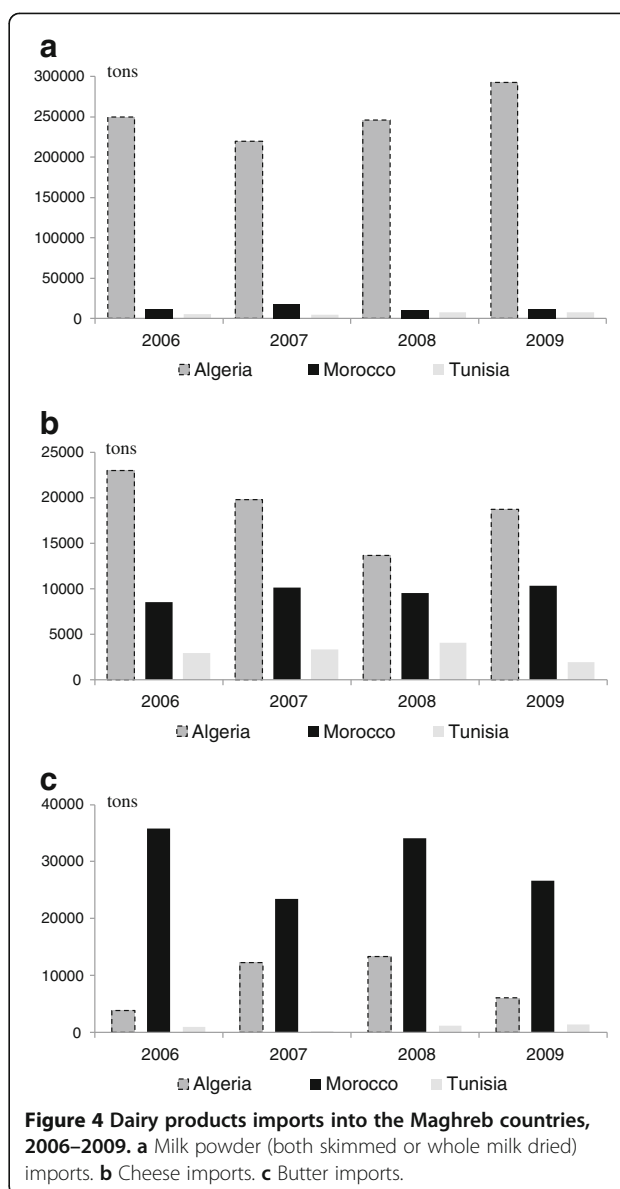 a
tons
300000
250000
200000
150000
100000
50000
0
2006 2007 2008 2009
Algeria Morocco Tunisia
b
tons
25000
20000
15000
10000
5000
0
2006 2007 2008 2009
Algeria Morocco Tunisia
c
tons
40000
30000
20000
10000
0
2006 2007 2008 2009
Algeria Morocco Tunisia
Figure 4 Dairy products imports into the Maghreb countries,
2006–2009. a Milk powder (both skimmed or whole milk dried)
imports. b Cheese imports. c Butter imports.